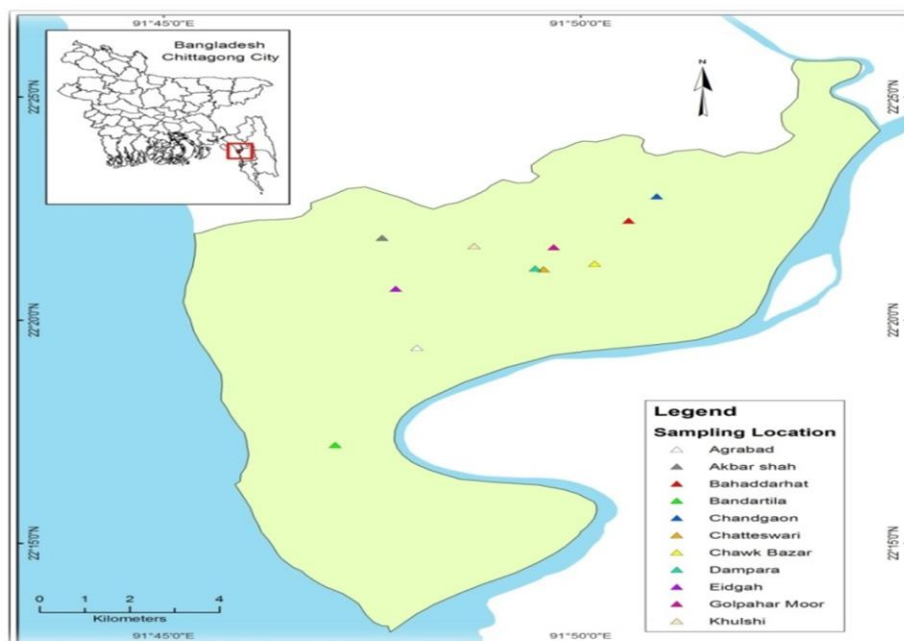 91°45'0"E
91°50'0"E
Bangladesh
Chittagong City
N
22°25'0"N
22°25'0"N
22°20'0"N
22°20'0"N
22°15'0"N
22°15'0"N
Legend
Sampling Location
Agrabad
Akbar shah
Bahaddarhat
Bandartila
Chandgaon
Chatteswari
Chawk Bazar
Dampara
Eidgah
Golpahar Moor
Khulshi
0 1 2 4
Kilometers
91°45'0"E
91°50'0"E